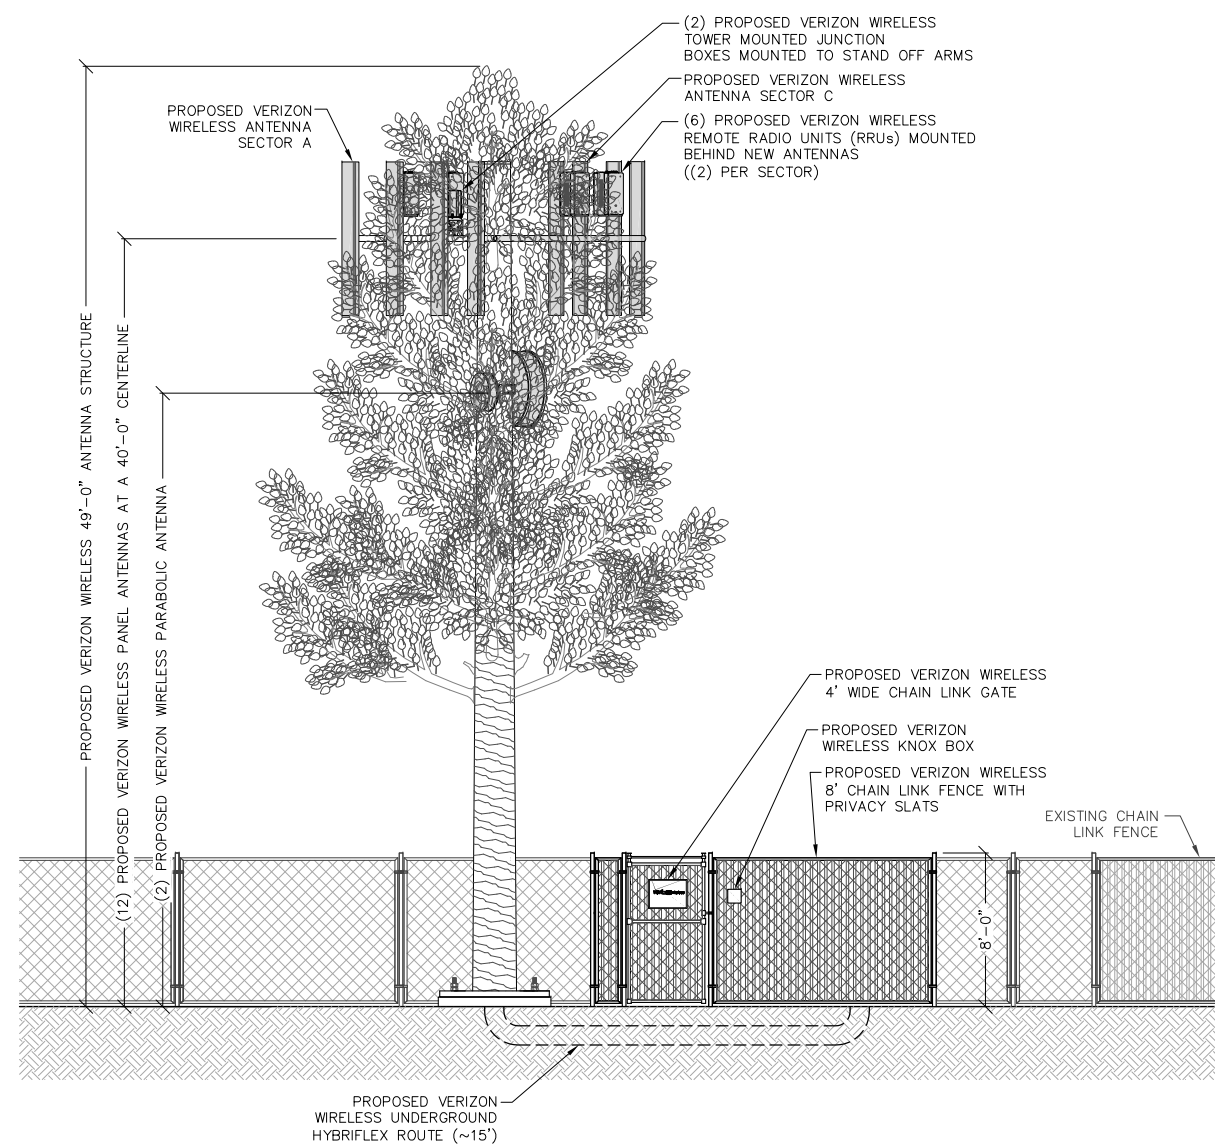 (2) PROPOSED VERIZON WIRELESS
TOWER MOUNTED JUNCTION
BOXES MOUNTED TO STAND OFF ARMS
PROPOSED VERIZON WIRELESS
ANTENNA SECTOR C
(6) PROPOSED VERIZON WIRELESS
REMOTE RADIO UNITS (RRUs) MOUNTED
BEHIND NEW ANTENNAS
((2) PER SECTOR)
PROPOSED VERIZON
WIRELESS ANTENNA
SECTOR A
PROPOSED VERIZON WIRELESS 49'-0" ANTENNA STRUCTURE
(12) PROPOSED VERIZON WIRELESS PANEL ANTENNAS AT A 40'-0" CENTERLINE
(2) PROPOSED VERIZON WIRELESS PARABOLIC ANTENNA
PROPOSED VERIZON WIRELESS
4' WIDE CHAIN LINK GATE
PROPOSED VERIZON
WIRELESS KNOX BOX
PROPOSED VERIZON WIRELESS
8' CHAIN LINK FENCE WITH
PRIVACY SLATS
EXISTING CHAIN
LINK FENCE
8'-0"
PROPOSED VERIZON
WIRELESS UNDERGROUND
HYBRIFLEX ROUTE (~15')